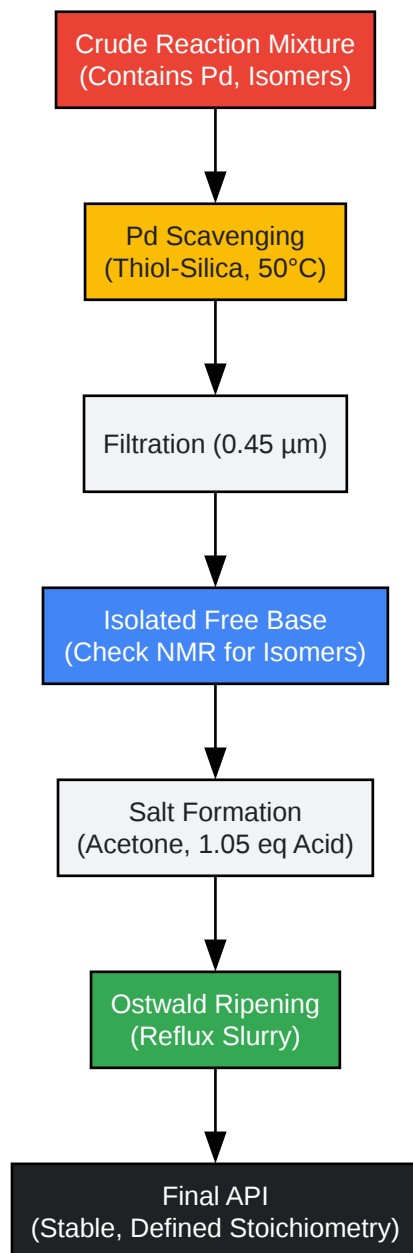 Crude Reaction Mixture
(Contains Pd, Isomers)
Pd Scavenging
(Thiol-Silica, 50°C)
Filtration (0.45 µm)
Isolated Free Base
(Check NMR for Isomers)
Salt Formation
(Acetone, 1.05 eq Acid)
Ostwald Ripening
(Reflux Slurry)
Final API
(Stable, Defined Stoichiometry)